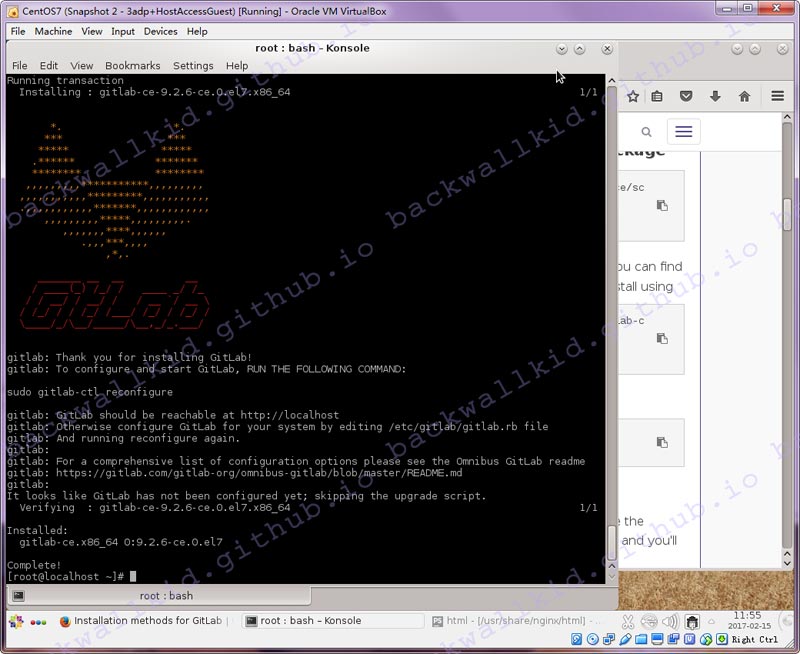 CentOS7 (Snapshot 2 - 3adp+HostAccessGuest) [Running] - Oracle VM VirtualBox
File Machine View Input Devices Help
root : bash – Konsole
File Edit View Bookmarks Settings Help
Running transaction
Installing : gitlab-ce-9.2.6-ce.0.el7.x86_64 1/1
GitLab
gitlab: Thank you for installing GitLab!
gitlab: To configure and start GitLab, RUN THE FOLLOWING COMMAND:
sudo gitlab-ctl reconfigure
gitlab: GitLab should be reachable at http://localhost
gitlab: Otherwise configure GitLab for your system by editing /etc/gitlab/gitlab.rb file
gitlab: And running reconfigure again.
gitlab:
gitlab: For a comprehensive list of configuration options please see the Omnibus GitLab readme
gitlab: https://gitlab.com/gitlab-org/omnibus-gitlab/blob/master/README.md
gitlab:
It looks like GitLab has not been configured yet; skipping the upgrade script.
Verifying : gitlab-ce-9.2.6-ce.0.el7.x86_64 1/1
Installed:
gitlab-ce.x86_64 0:9.2.6-ce.0.el7
Complete!
[root@localhost ~]#
root : bash
ckage
ce/sc
ou can find
stall using
lab-c
e the
and you'll
Installation methods for GitLab
root : bash – Konsole
html - [/usr/share/nginx/html] - ...
11:55
2017-02-15
Right Ctrl
backwallkid.github.io
backwallkid.github.io
backwallkid.github.io